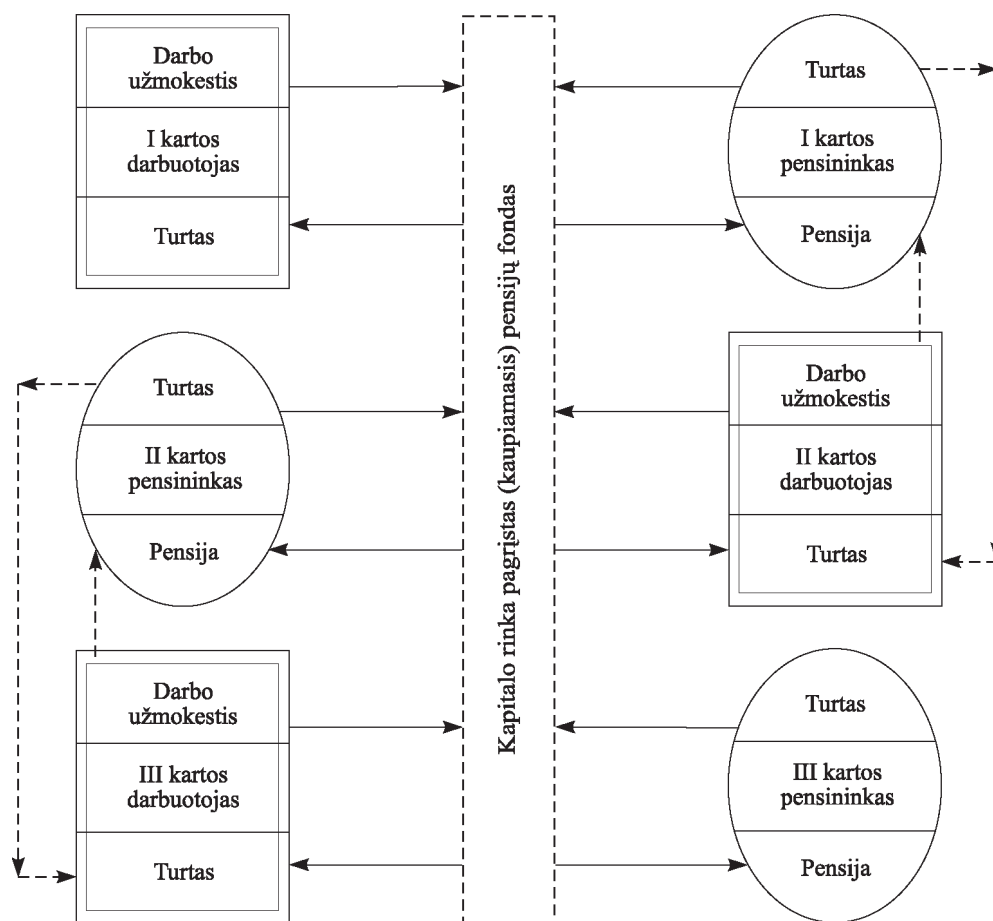 Darbo
užmokestis
I kartos
darbuotojas
Turtas
Turtas
II kartos
pensininkas
Pensija
Darbo
užmokestis
III kartos
darbuotojas
Turtas
Kapitalo rinka pagrįstas (kaupiamasis) pensijų fondas
Turtas
I kartos
pensininkas
Pensija
Darbo
užmokestis
II kartos
darbuotojas
Turtas
Turtas
III kartos
pensininkas
Pensija